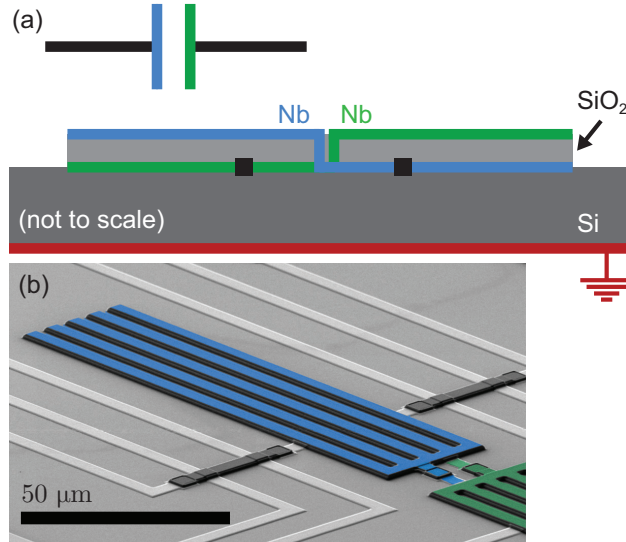 (a)
Nb Nb
SiO₂
(not to scale)
Si
(b)
50 μm